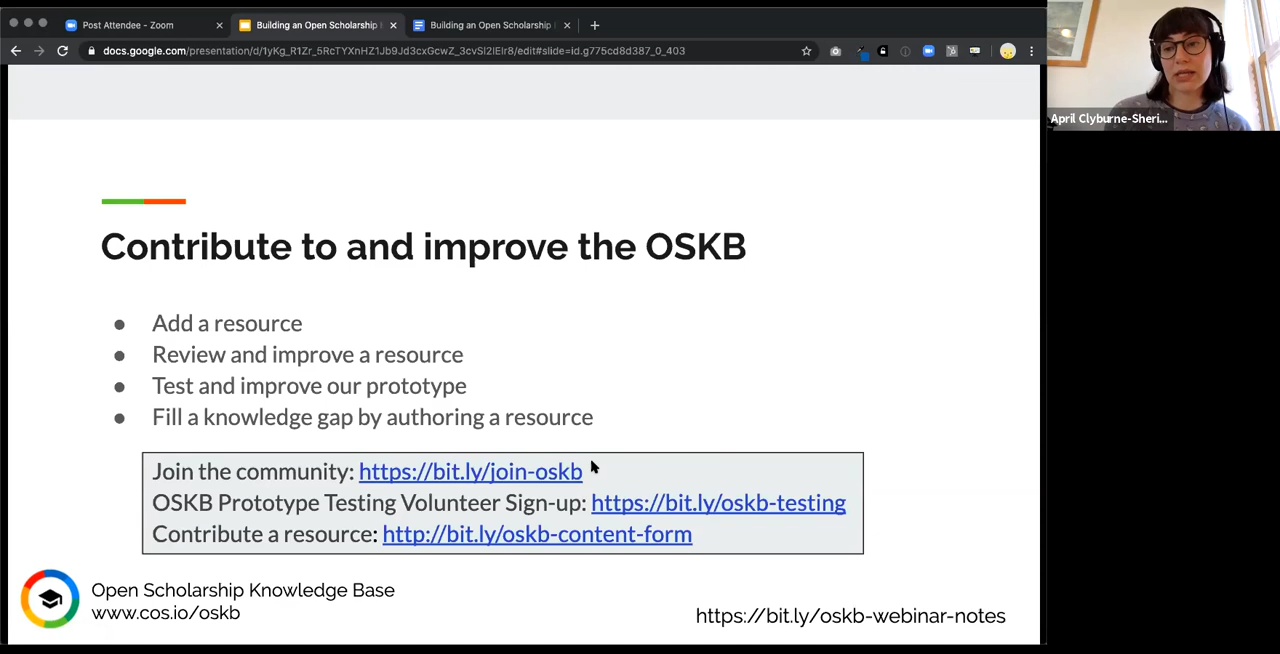 Post Attendee - Zoom
Building an Open Scholarship
Building an Open Scholarship
docs.google.com/presentation/d/1yKg_R1Zr_5RcTYXnHZ1Jb9Jd3cxGcwZ_3cvSI2IEIr8/edit#slide=id.g775cd8d387_0_403
April Clyburne-Sheri...
Contribute to and improve the OSKB
● Add a resource
● Review and improve a resource
● Test and improve our prototype
● Fill a knowledge gap by authoring a resource
Join the community: https://bit.ly/join-oskb
OSKB Prototype Testing Volunteer Sign-up: https://bit.ly/oskb-testing
Contribute a resource: http://bit.ly/oskb-content-form
Open Scholarship Knowledge Base
www.cos.io/oskb
https://bit.ly/oskb-webinar-notes